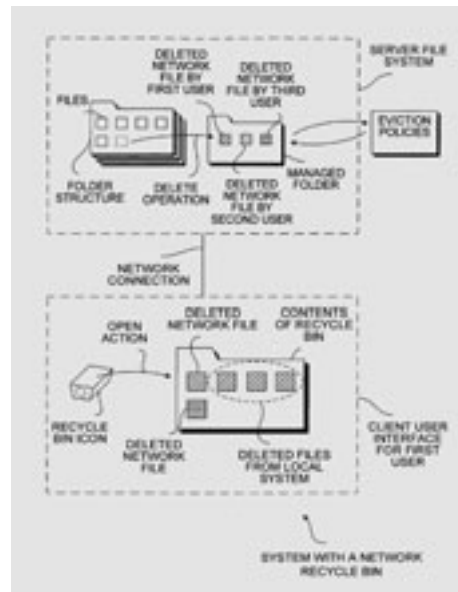 DELETED
NETWORK
FILE BY
FIRST USER
DELETED
NETWORK
FILE BY THIRD
USER
SERVER FILE
SYSTEM
FILES
EVICTION
POLICIES
FOLDER
STRUCTURE
DELETE
OPERATION
DELETED
NETWORK
FILE BY
SECOND USER
MANAGED
FOLDER
NETWORK
CONNECTION
DELETED
NETWORK FILE
CONTENTS
OF RECYCLE
BIN
OPEN
ACTION
RECYCLE
BIN ICON
DELETED
NETWORK
FILE
DELETED FILES
FROM LOCAL
SYSTEM
CLIENT USER
INTERFACE
FOR FIRST
USER
SYSTEM WITH A NETWORK
RECYCLE BIN